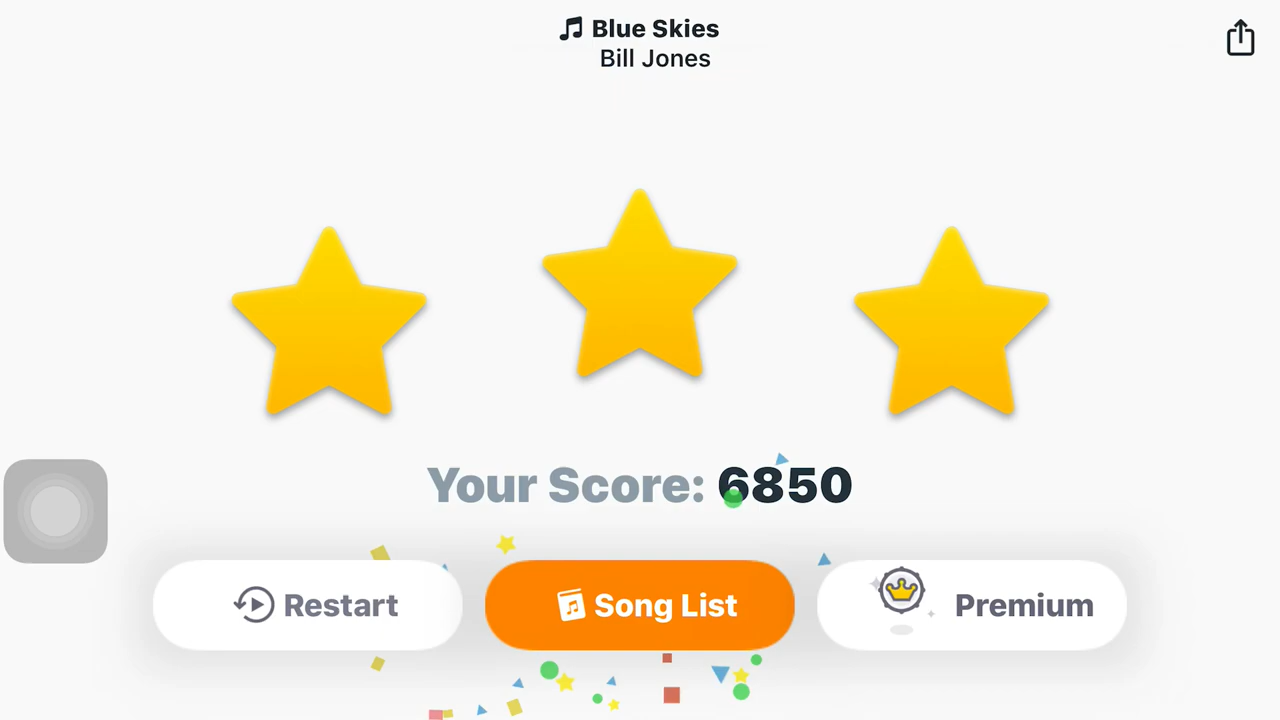 Blue Skies
Bill Jones
Your Score: 6850
Restart
Song List
Premium